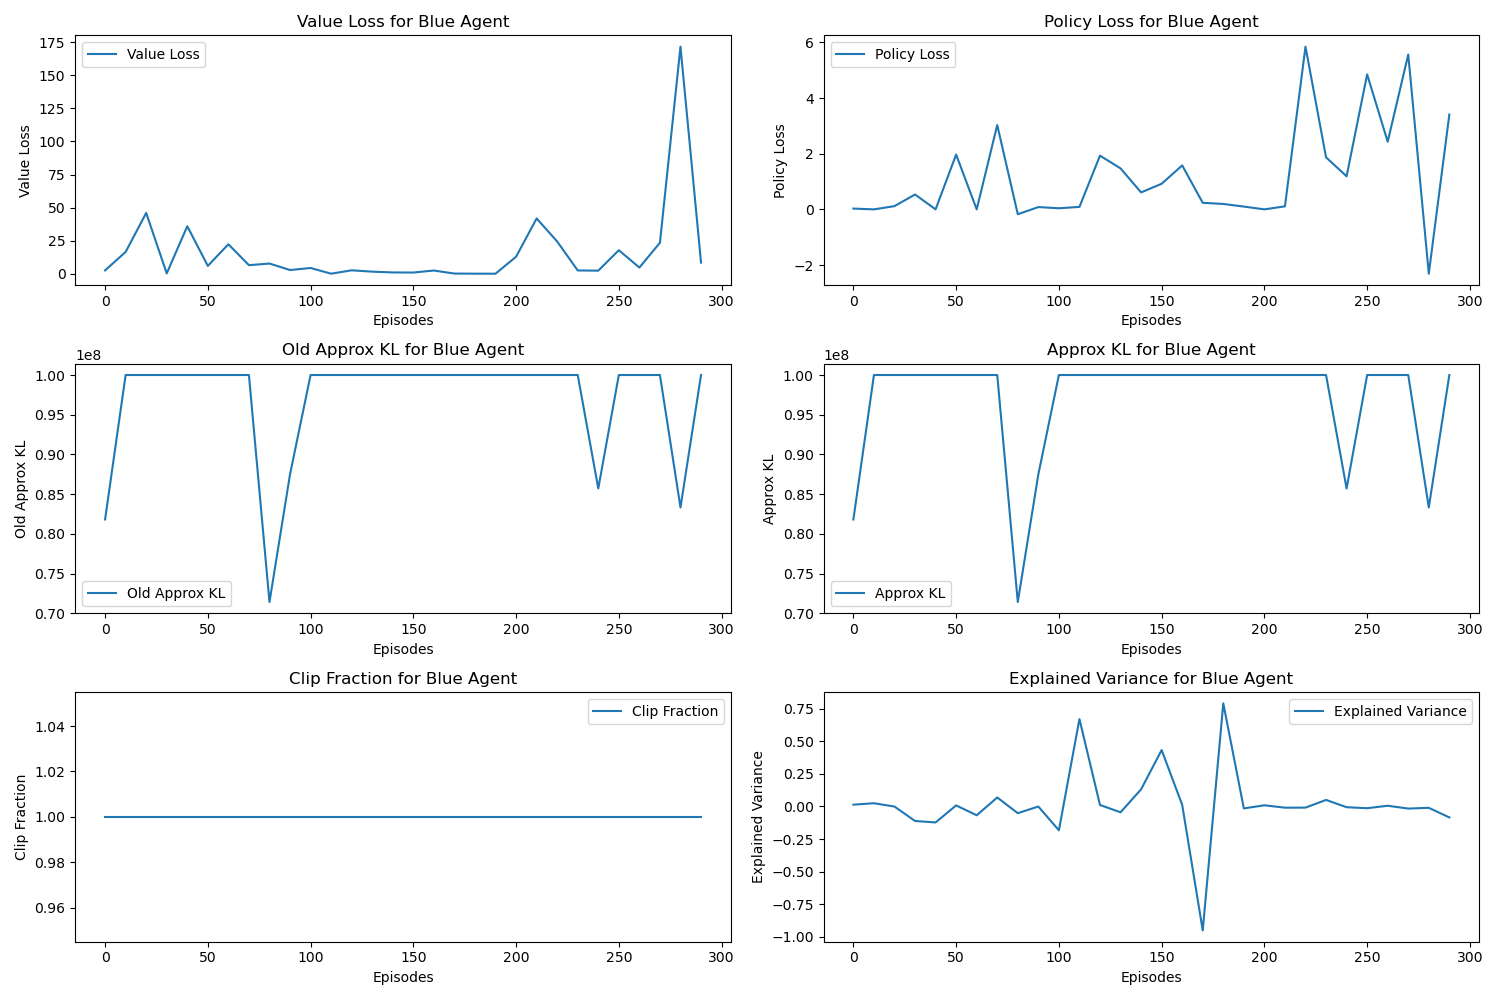 Value Loss for Blue Agent
Value Loss
175
150
125
100
75
50
25
0
Value Loss
0 50 100 150 200 250 300
Episodes
Policy Loss for Blue Agent
Policy Loss
6
4
2
0
−2
Policy Loss
0 50 100 150 200 250 300
Episodes
Old Approx KL for Blue Agent
1e8
1.00
0.95
0.90
0.85
0.80
0.75
0.70
Old Approx KL
Old Approx KL
0 50 100 150 200 250 300
Episodes
Approx KL for Blue Agent
1e8
1.00
0.95
0.90
0.85
0.80
0.75
0.70
Approx KL
Approx KL
0 50 100 150 200 250 300
Episodes
Clip Fraction for Blue Agent
Clip Fraction
1.04
1.02
1.00
0.98
0.96
Clip Fraction
0 50 100 150 200 250 300
Episodes
Explained Variance for Blue Agent
Explained Variance
0.75
0.50
0.25
0.00
−0.25
−0.50
−0.75
−1.00
Explained Variance
0 50 100 150 200 250 300
Episodes